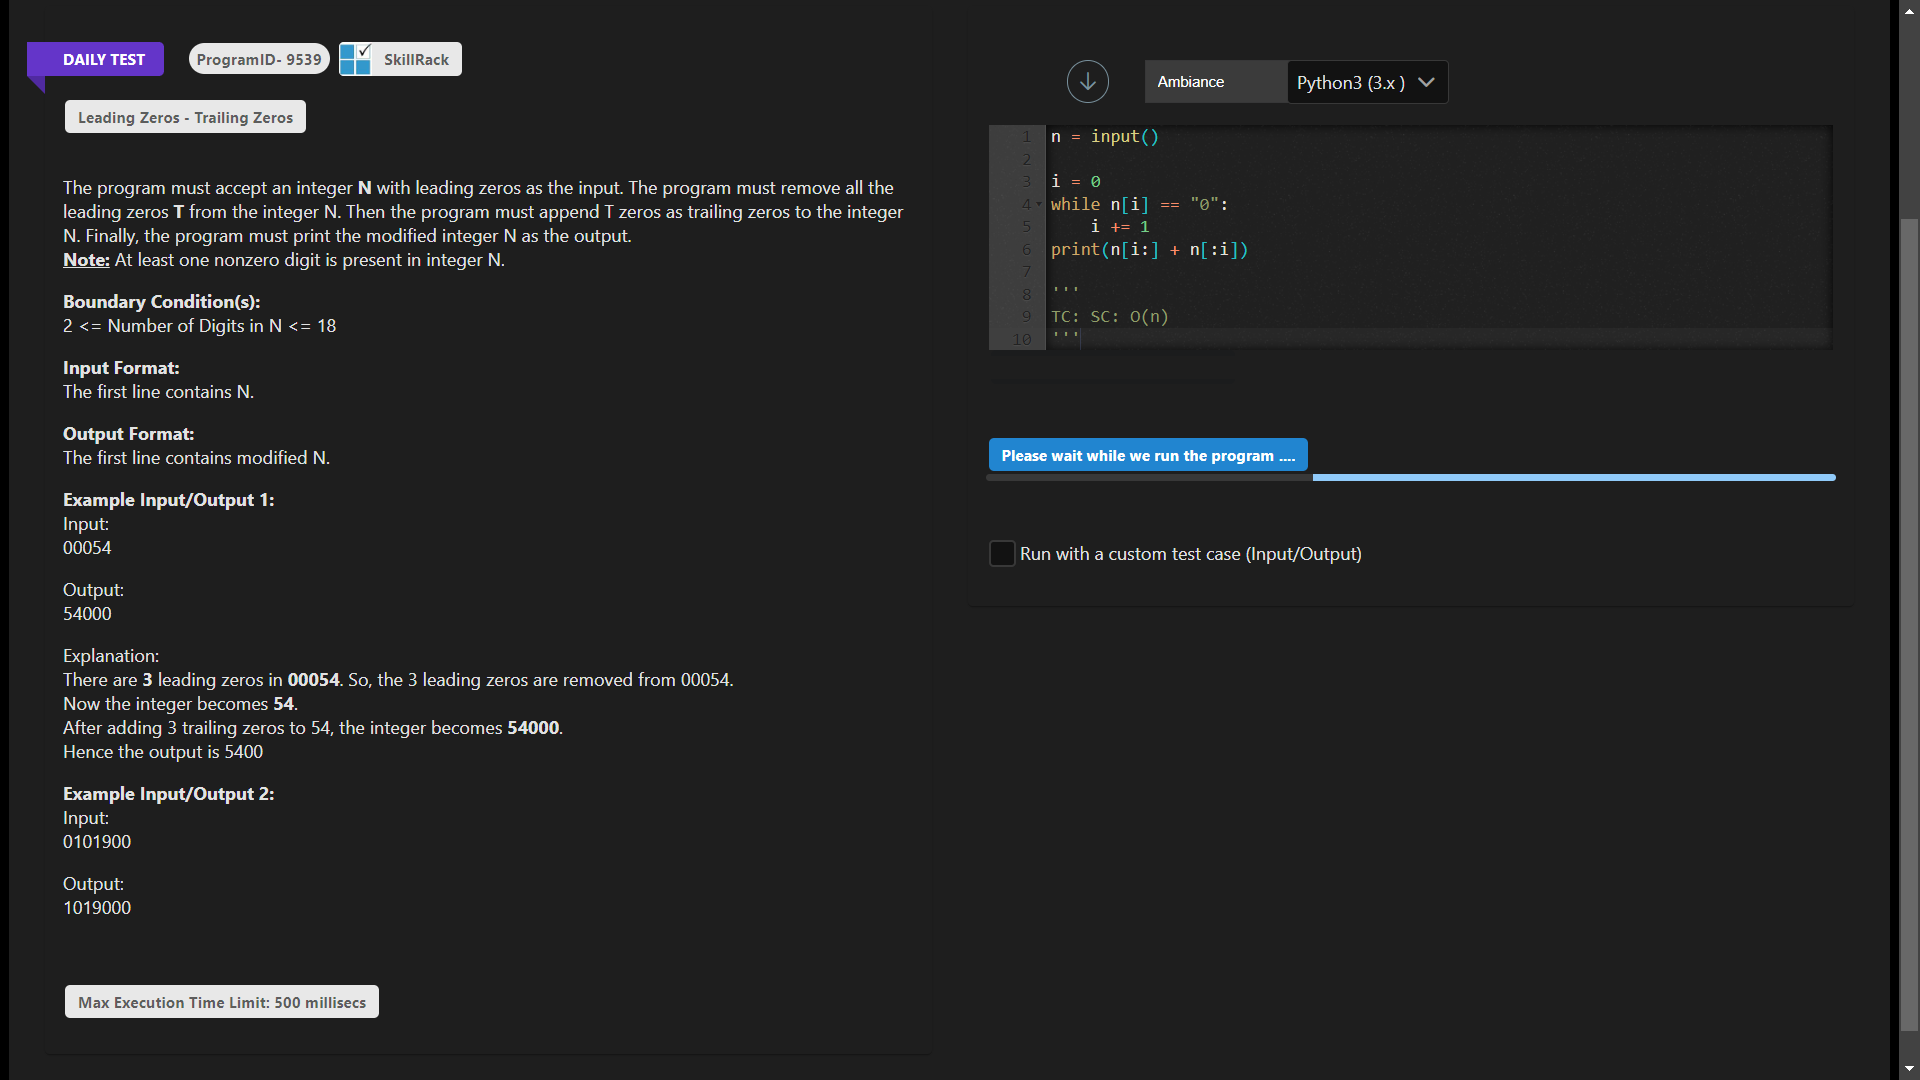 DAILY TEST
ProgramID- 9539
SkillRack
Leading Zeros - Trailing Zeros
The program must accept an integer N with leading zeros as the input. The program must remove all the
leading zeros T from the integer N. Then the program must append T zeros as trailing zeros to the integer
N. Finally, the program must print the modified integer N as the output.
Note: At least one nonzero digit is present in integer N.
Boundary Condition(s):
2 <= Number of Digits in N <= 18
Input Format:
The first line contains N.
Output Format:
The first line contains modified N.
Example Input/Output 1:
Input:
00054
Output:
54000
Explanation:
There are 3 leading zeros in 00054. So, the 3 leading zeros are removed from 00054.
Now the integer becomes 54.
After adding 3 trailing zeros to 54, the integer becomes 54000.
Hence the output is 5400
Example Input/Output 2:
Input:
0101900
Output:
1019000
Max Execution Time Limit: 500 millisecs
Ambiance
Python3 (3.x )
1 n = input()
2
3 i = 0
4 while n[i] == "0":
5     i += 1
6 print(n[i:] + n[:i])
7
8 '''
9 TC: SC: O(n)
10 '''
Please wait while we run the program ....
Run with a custom test case (Input/Output)